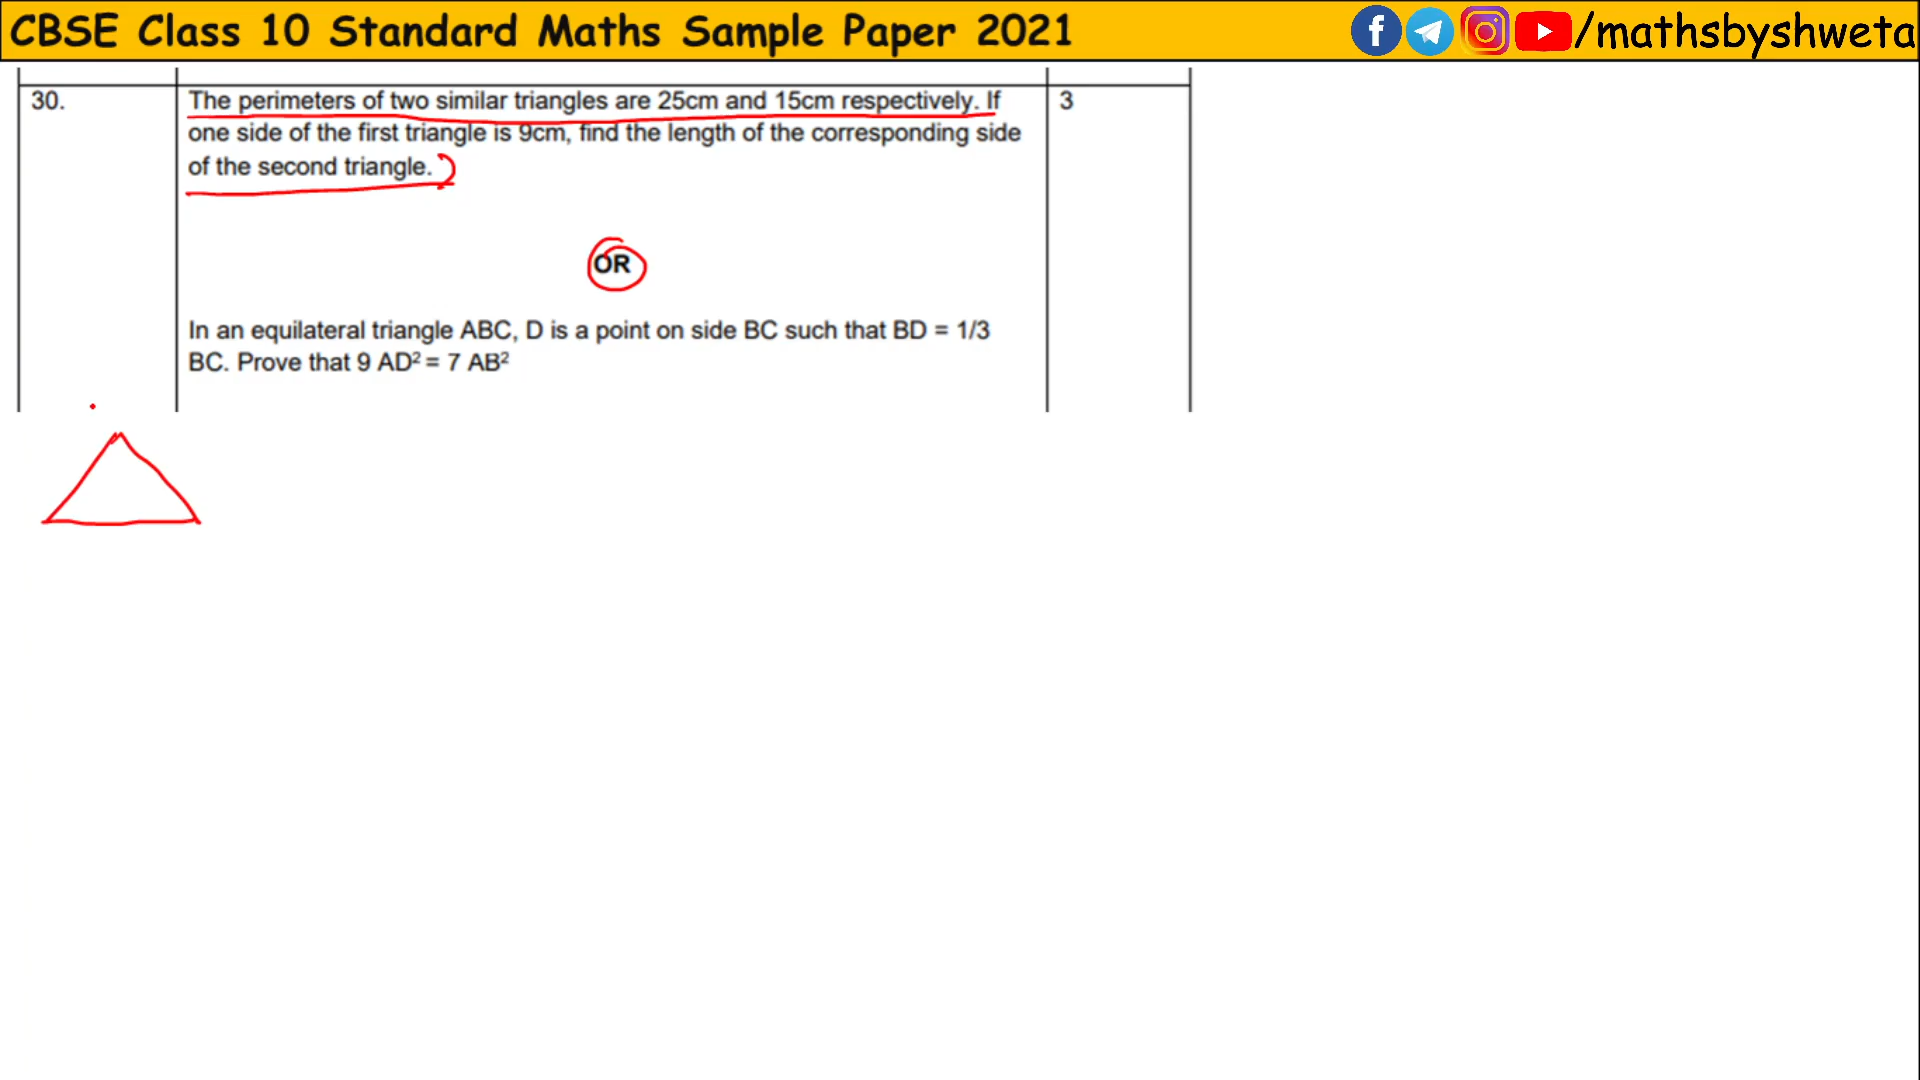 CBSE Class 10 Standard Maths Sample Paper 2021
/mathsbyshweta
30.
The perimeters of two similar triangles are 25cm and 15cm respectively. If
3
one side of the first triangle is 9cm, find the length of the corresponding side
of the second triangle.
OR
In an equilateral triangle ABC, D is a point on side BC such that BD = 1/3
BC. Prove that 9 AD² = 7 AB²